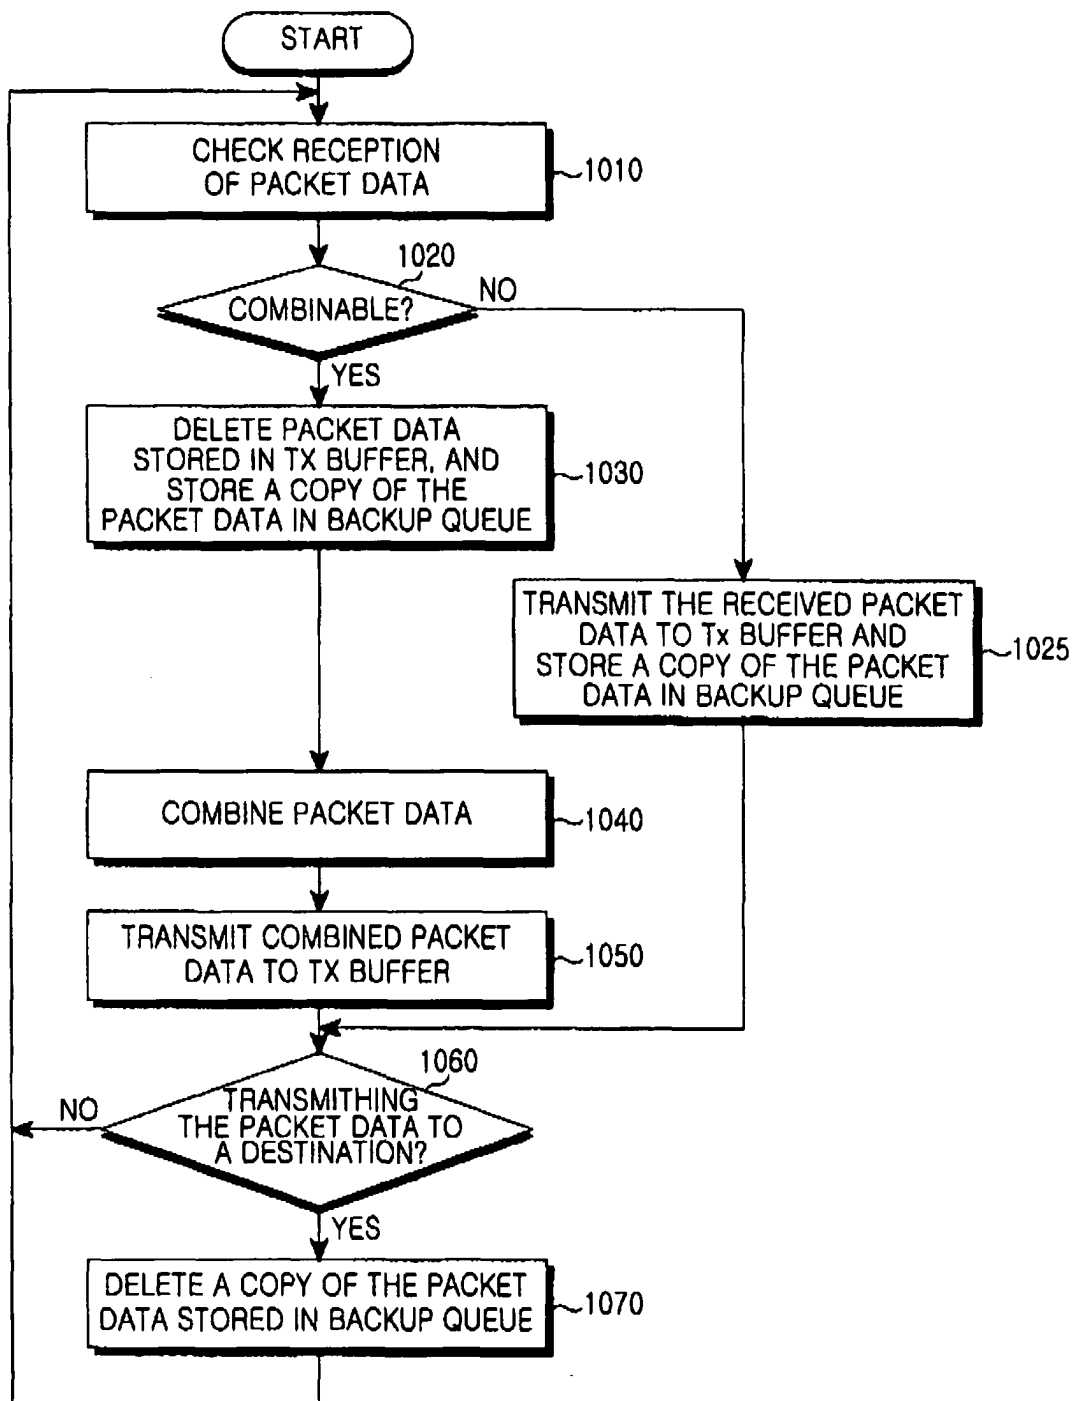 START
CHECK RECEPTION
OF PACKET DATA
1010
1020
COMBINABLE?
NO
YES
DELETE PACKET DATA
STORED IN TX BUFFER, AND
STORE A COPY OF THE
PACKET DATA IN BACKUP QUEUE
1030
TRANSMIT THE RECEIVED PACKET
DATA TO Tx BUFFER AND
STORE A COPY OF THE PACKET
DATA IN BACKUP QUEUE
1025
COMBINE PACKET DATA
1040
TRANSMIT COMBINED PACKET
DATA TO TX BUFFER
1050
1060
TRANSMITHING
THE PACKET DATA TO
A DESTINATION?
NO
YES
DELETE A COPY OF THE PACKET
DATA STORED IN BACKUP QUEUE
1070